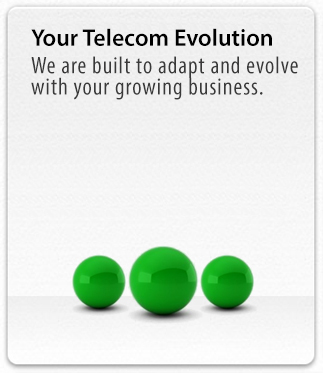 Your Telecom Evolution
We are built to adapt and evolve
with your growing business.